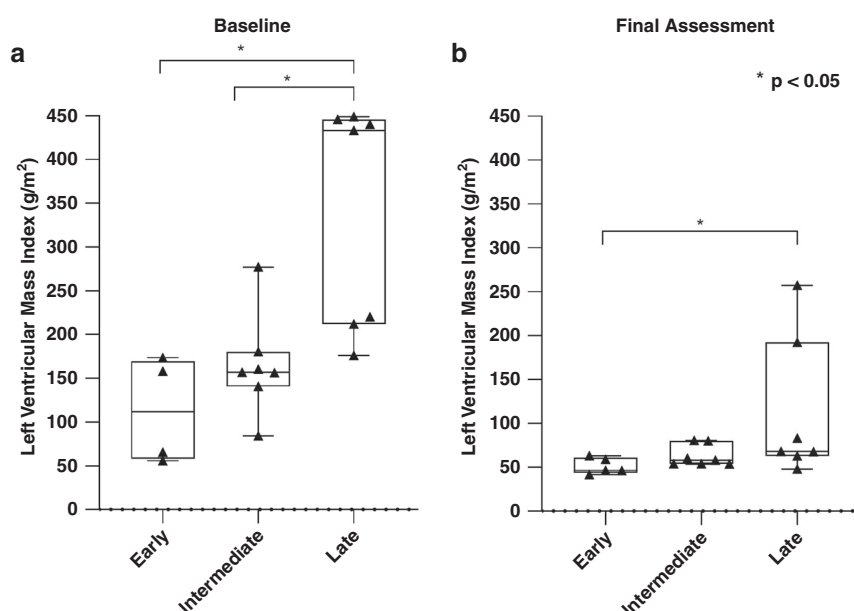 Baseline
Final Assessment
a
b
*
*
* p < 0.05
450
400
350
300
250
200
150
100
50
0
Left Ventricular Mass Index (g/m²)
Early
Intermediate
Late
450
400
350
300
250
200
150
100
50
0
Left Ventricular Mass Index (g/m²)
*
Early
Intermediate
Late